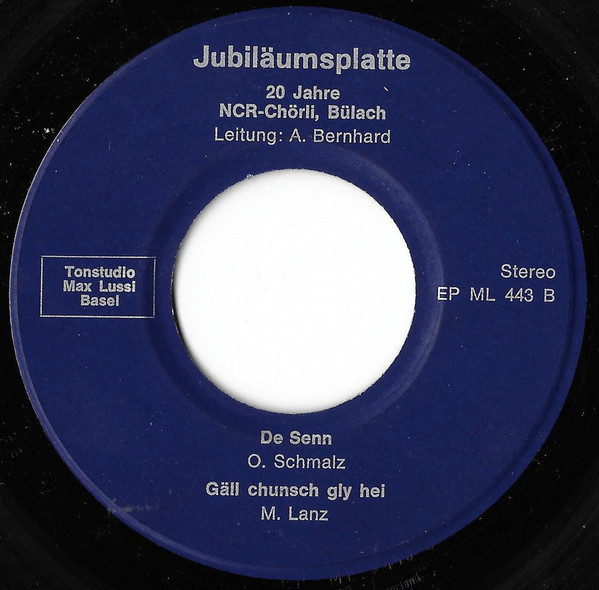 Jubiläumsplatte
20 Jahre
NCR-Chörli, Bülach
Leitung: A. Bernhard
Tonstudio
Max Lussi
Basel
Stereo
EP ML 443 B
De Senn
O. Schmalz
Gäll chunsch gly hei
M. Lanz